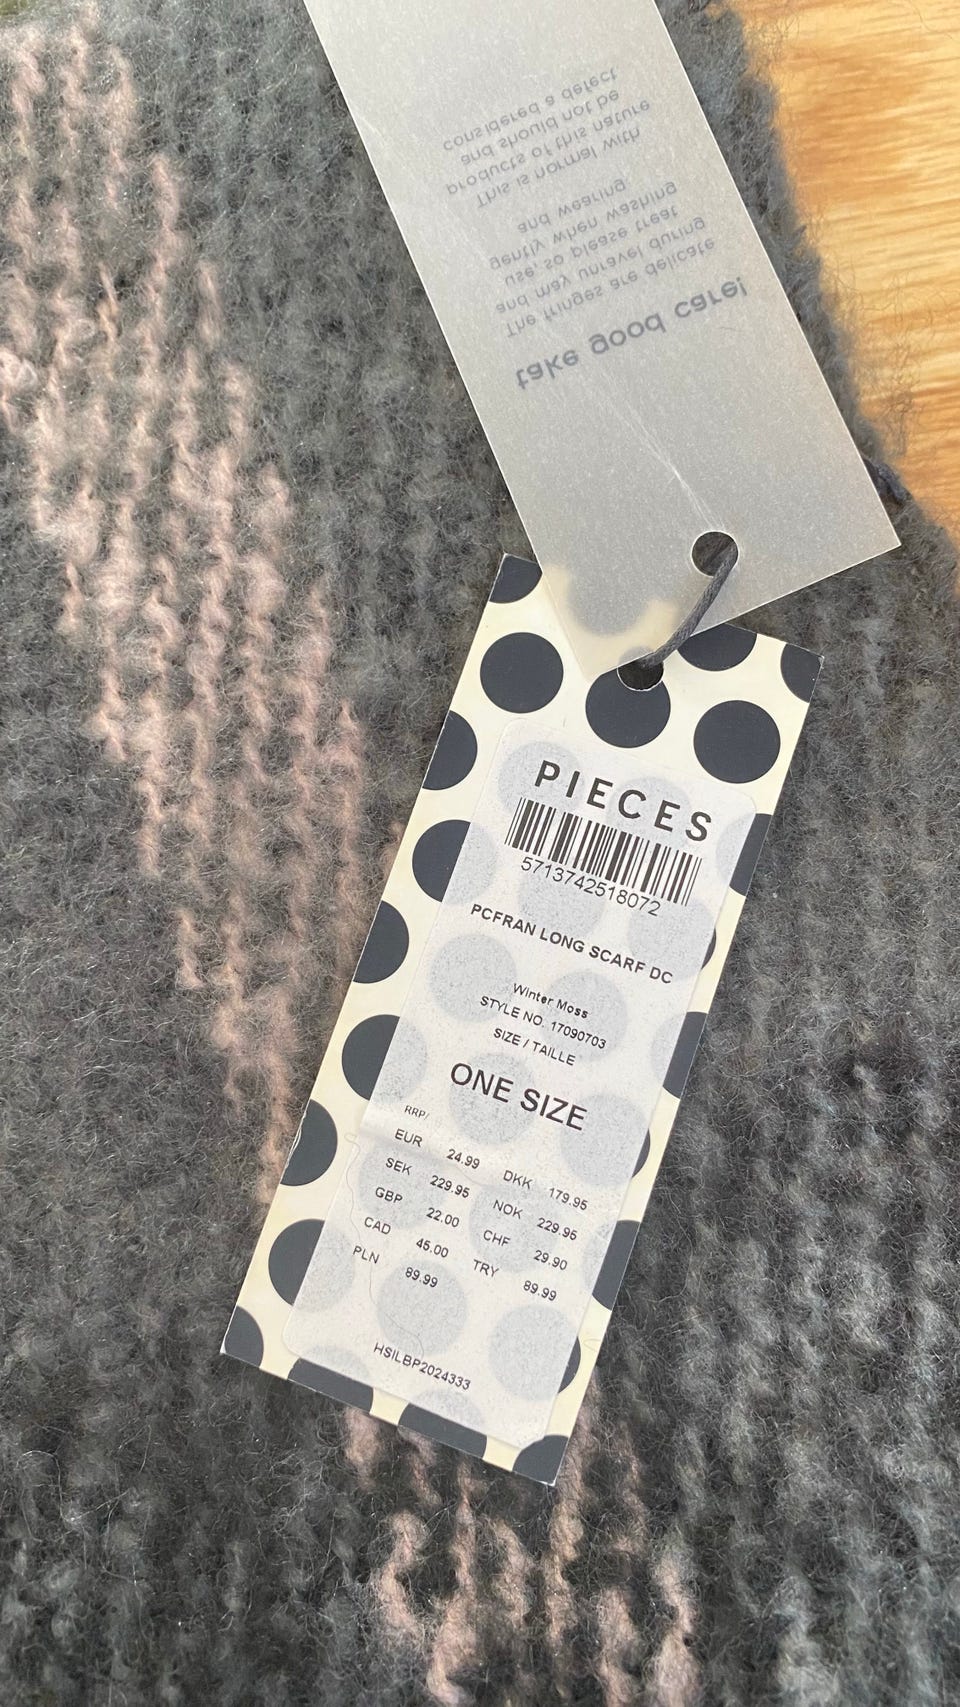 take good care!
The fringes are delicate
and may unravel during
use, so please treat
gently when washing
and wearing.
This is normal with
products of this nature
and should not be
considered a defect
PIECES
5713742518072
PCFRAN LONG SCARF DC
Winter Moss
STYLE NO. 17090703
SIZE / TAILLE
ONE SIZE
RRP/
EUR 24.99 DKK 179.95
SEK 229.95 NOK 229.95
GBP 22.00 CHF 29.90
CAD 45.00 TRY 89.99
PLN 89.99
HSILBP2024333